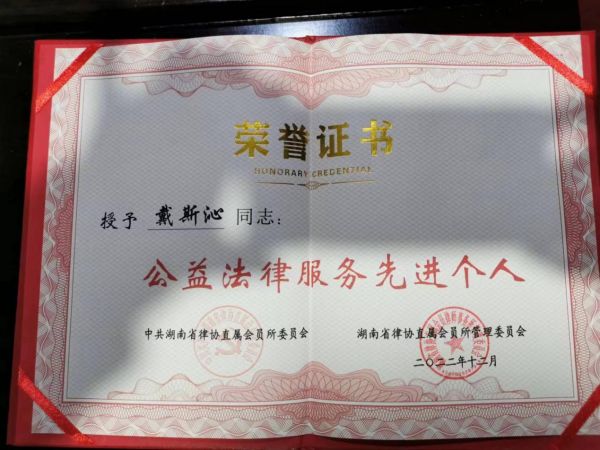 荣誉证书
HONORARY CREDENTIAL
授予 戴斯沁 同志：
公益法律服务先进个人
中共湖南省律协直属会员所委员会 湖南省律协直属会员所管理委员会
二〇二二年十二月